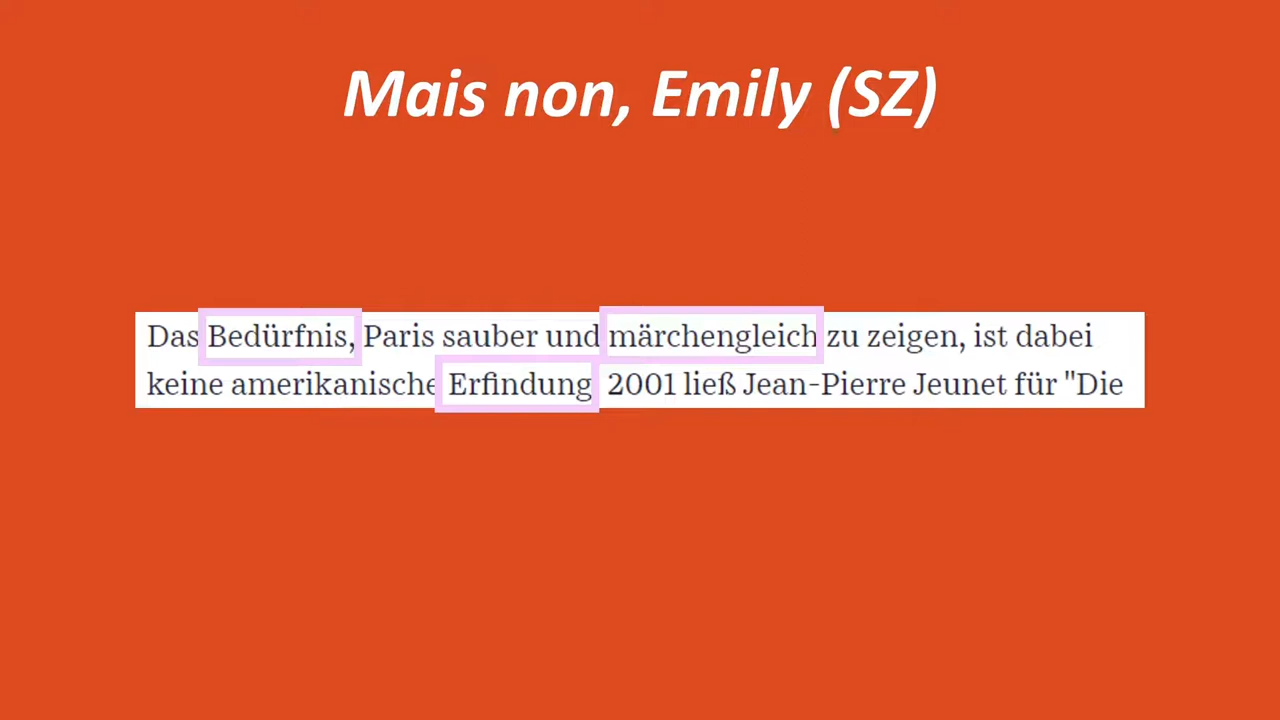 Mais non, Emily (SZ)
Das Bedürfnis, Paris sauber und märchengleich zu zeigen, ist dabei
keine amerikanische Erfindung 2001 ließ Jean-Pierre Jeunet für "Die